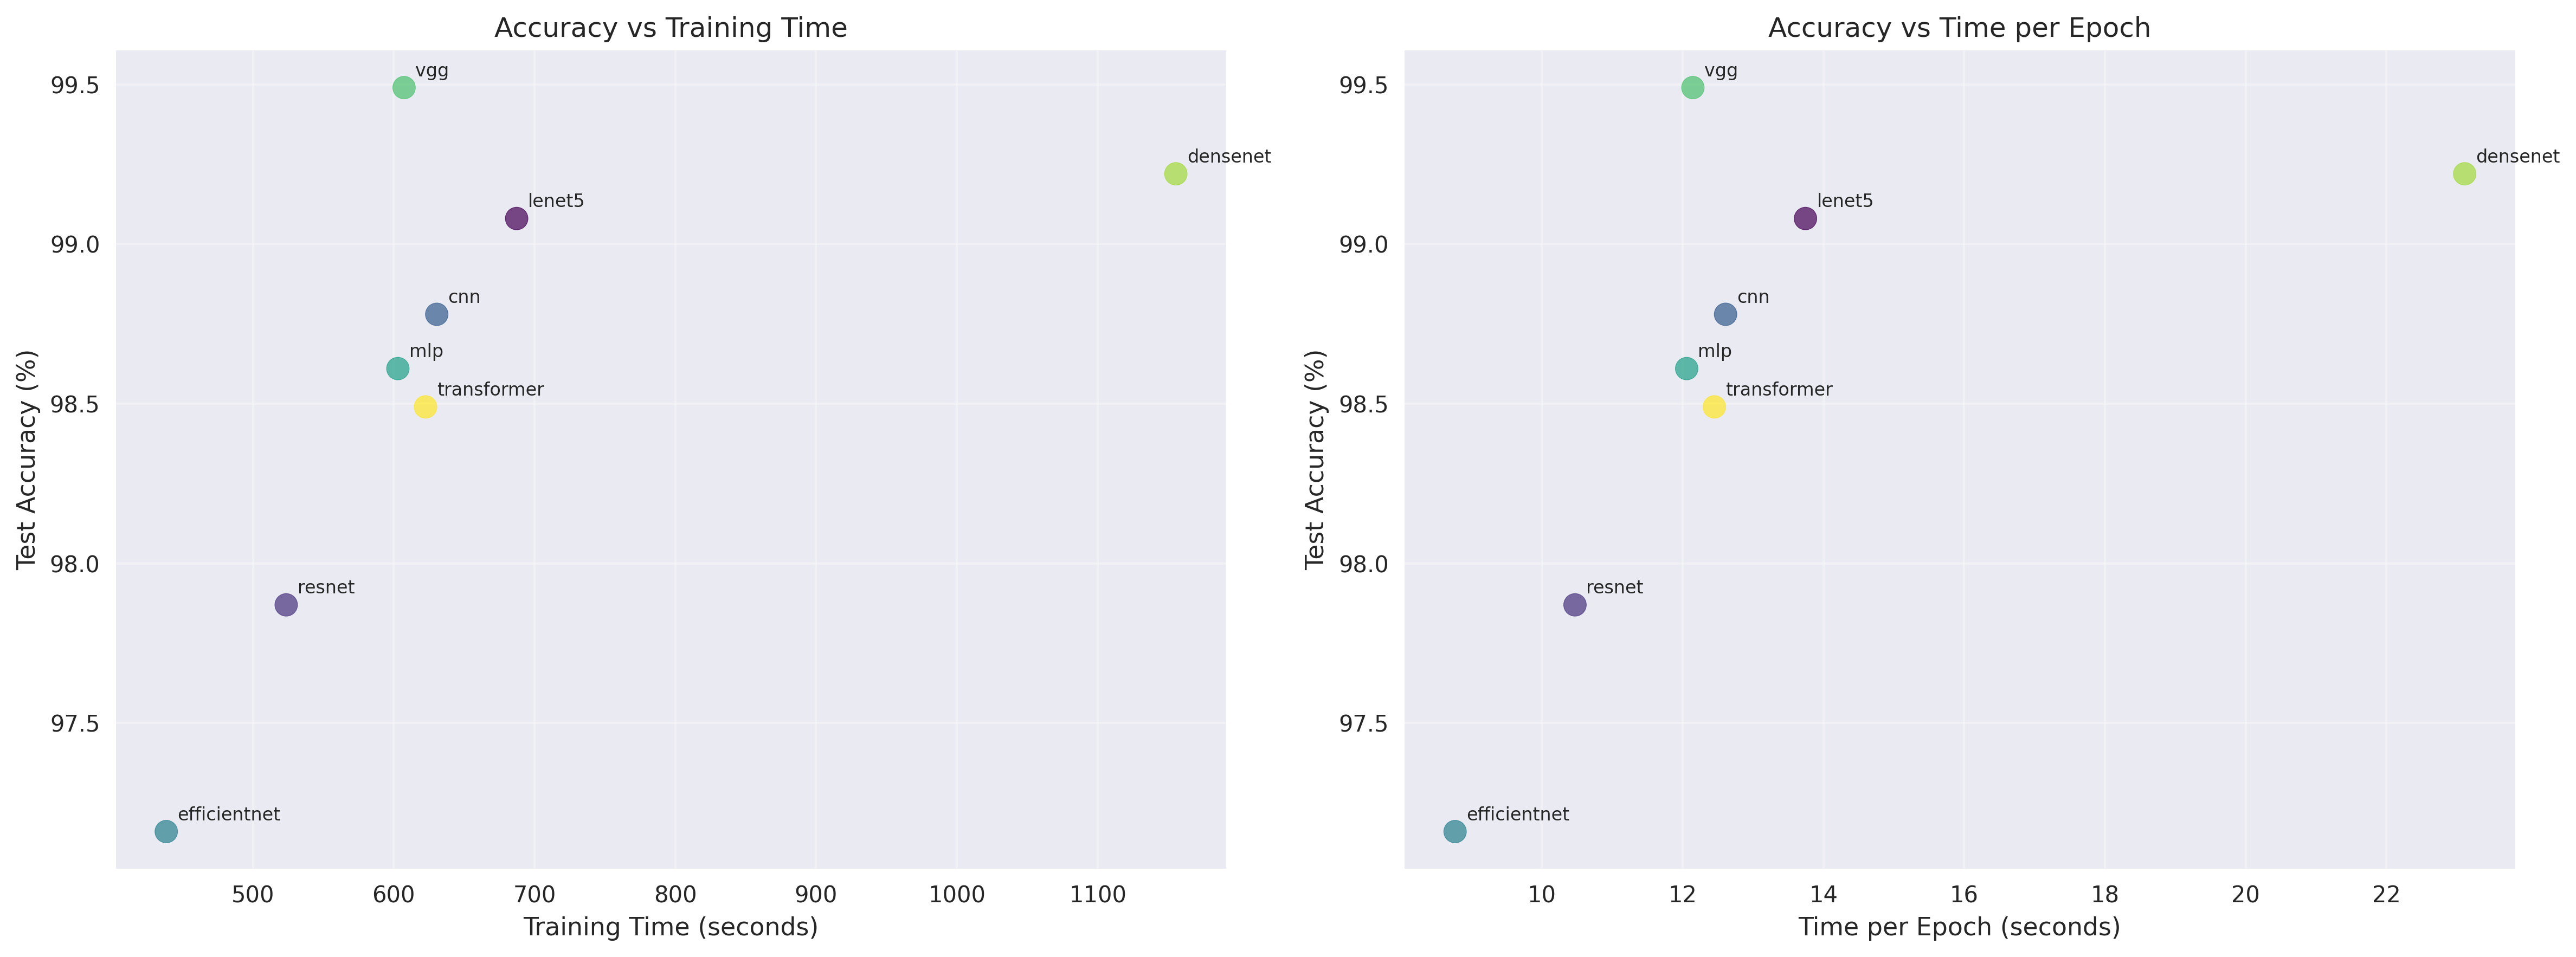 Accuracy vs Training Time
Test Accuracy (%)
99.5
99.0
98.5
98.0
97.5
vgg
densenet
lenet5
cnn
mlp
transformer
resnet
efficientnet
500 600 700 800 900 1000 1100
Training Time (seconds)
Accuracy vs Time per Epoch
Test Accuracy (%)
99.5
99.0
98.5
98.0
97.5
vgg
densenet
lenet5
cnn
mlp
transformer
resnet
efficientnet
10 12 14 16 18 20 22
Time per Epoch (seconds)